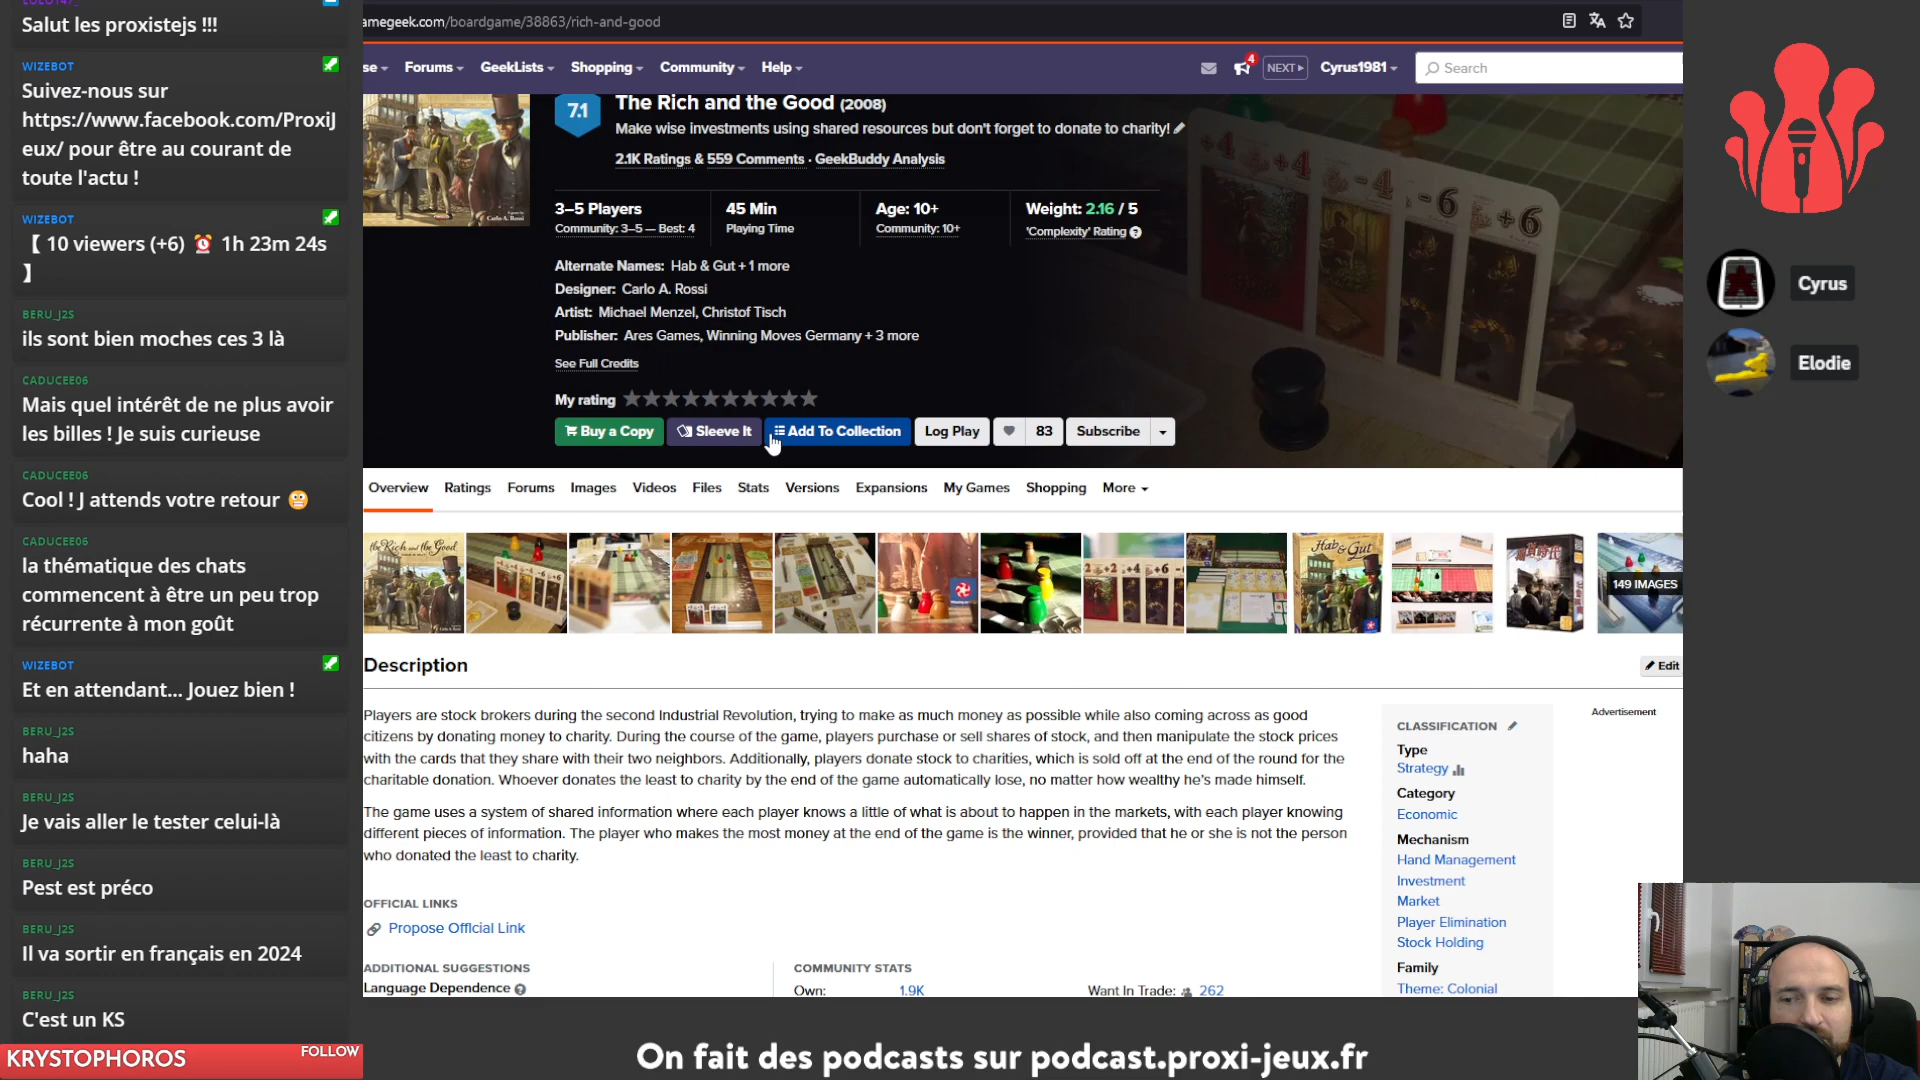 Salut les proxistejs !!!
WIZEBOT
Suivez-nous sur
https://www.facebook.com/ProxiJ
eux/ pour être au courant de
toute l'actu !
WIZEBOT
【 10 viewers (+6) ⏰ 1h 23m 24s
】
BERU_J2S
ils sont bien moches ces 3 là
CADUCEE06
Mais quel intérêt de ne plus avoir
les billes ! Je suis curieuse
CADUCEE06
Cool ! J attends votre retour 😬
CADUCEE06
la thématique des chats
commencent à être un peu trop
récurrente à mon goût
WIZEBOT
Et en attendant... Jouez bien !
BERU_J2S
haha
BERU_J2S
Je vais aller le tester celui-là
BERU_J2S
Pest est préco
BERU_J2S
Il va sortir en français en 2024
BERU_J2S
C'est un KS
KRYSTOPHOROS
FOLLOW
amegeek.com/boardgame/38863/rich-and-good
se
Forums
GeekLists
Shopping
Community
Help
4
NEXT
Cyrus1981
Search
7.1
The Rich and the Good (2008)
Make wise investments using shared resources but don't forget to donate to charity!
2.1K Ratings & 559 Comments · GeekBuddy Analysis
3–5 Players
Community: 3–5 — Best: 4
45 Min
Playing Time
Age: 10+
Community: 10+
Weight: 2.16 / 5
'Complexity' Rating
Alternate Names: Hab & Gut + 1 more
Designer: Carlo A. Rossi
Artist: Michael Menzel, Christof Tisch
Publisher: Ares Games, Winning Moves Germany + 3 more
See Full Credits
My rating
Buy a Copy
Sleeve It
Add To Collection
Log Play
83
Subscribe
Carlo A. Rossi
+4
+4
-4
-6
+6
Overview
Ratings
Forums
Images
Videos
Files
Stats
Versions
Expansions
My Games
Shopping
More
the Rich and the Good
Hab & Gut
149 IMAGES
Description
Edit
Players are stock brokers during the second Industrial Revolution, trying to make as much money as possible while also coming across as good
citizens by donating money to charity. During the course of the game, players purchase or sell shares of stock, and then manipulate the stock prices
with the cards that they share with their two neighbors. Additionally, players donate stock to charities, which is sold off at the end of the round for the
charitable donation. Whoever donates the least to charity by the end of the game automatically lose, no matter how wealthy he's made himself.
The game uses a system of shared information where each player knows a little of what is about to happen in the markets, with each player knowing
different pieces of information. The player who makes the most money at the end of the game is the winner, provided that he or she is not the person
who donated the least to charity.
OFFICIAL LINKS
Propose Official Link
ADDITIONAL SUGGESTIONS
Language Dependence
COMMUNITY STATS
Own:
1.9K
Want In Trade:
262
CLASSIFICATION
Type
Strategy
Category
Economic
Mechanism
Hand Management
Investment
Market
Player Elimination
Stock Holding
Family
Theme: Colonial
Advertisement
Cyrus
Elodie
On fait des podcasts sur podcast.proxi-jeux.fr